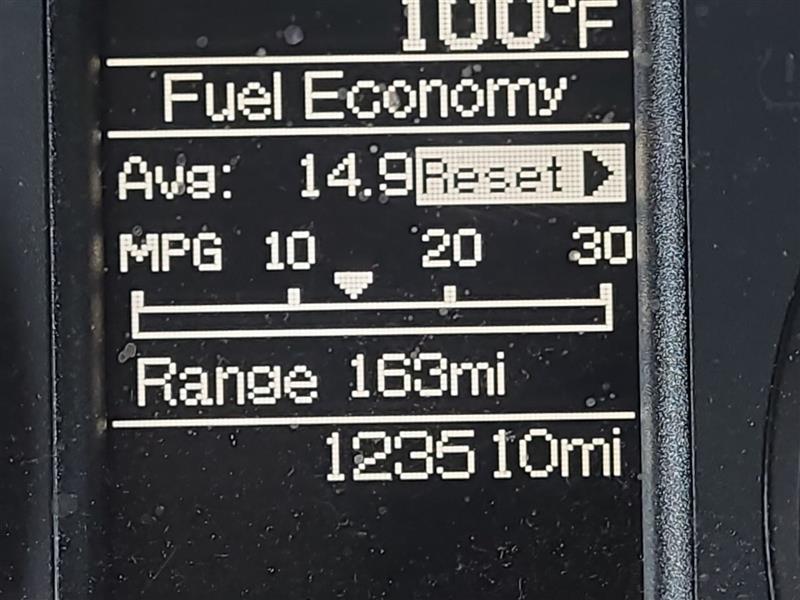 100°F
Fuel Economy
Avg: 14.9 Reset
MPG 10 20 30
Range 163mi
123510mi